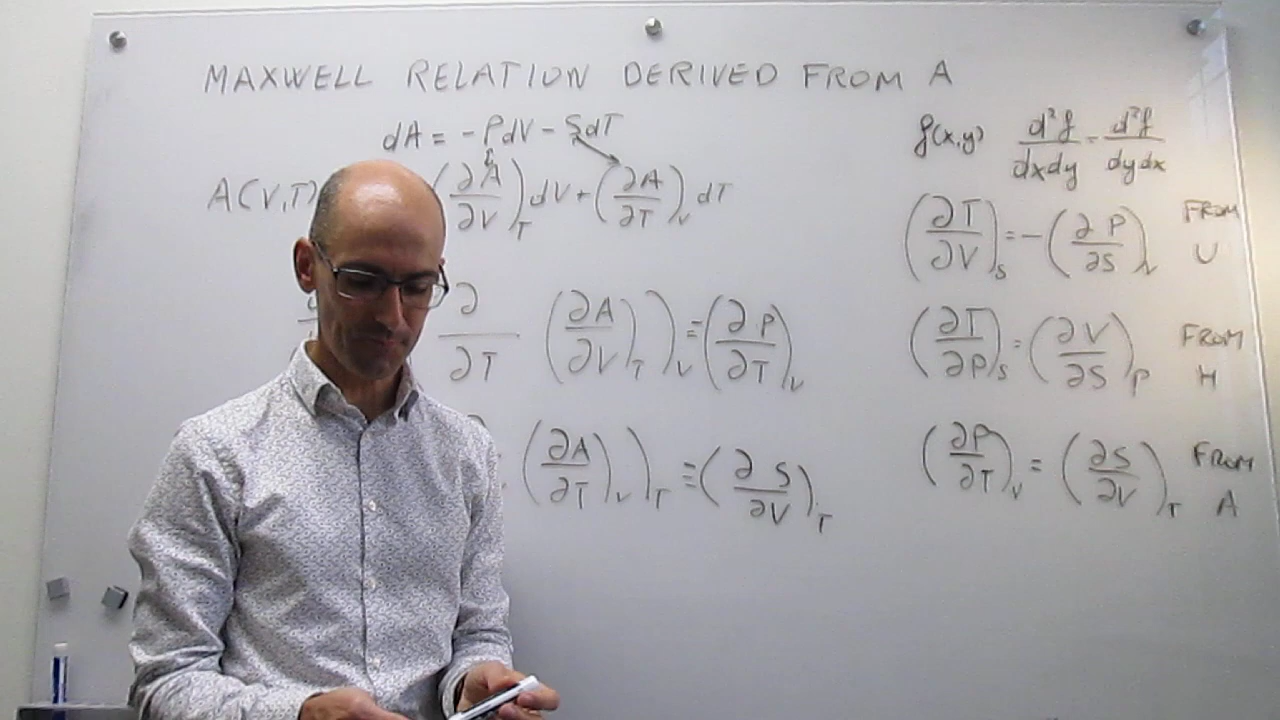 MAXWELL RELATION DERIVED FROM A
dA = -PdV - SdT
A(V,T) (∂A/∂V)_T dV + (∂A/∂T)_V dT
∂/∂T (∂A/∂V)_T )_V = (∂P/∂T)_V
(∂A/∂T)_V )_T = (∂S/∂V)_T
f(x,y) d²f/dxdy = d²f/dydx
(∂T/∂V)_S = -(∂P/∂S)_V FROM U
(∂T/∂P)_S = (∂V/∂S)_P FROM H
(∂P/∂T)_V = (∂S/∂V)_T FROM A